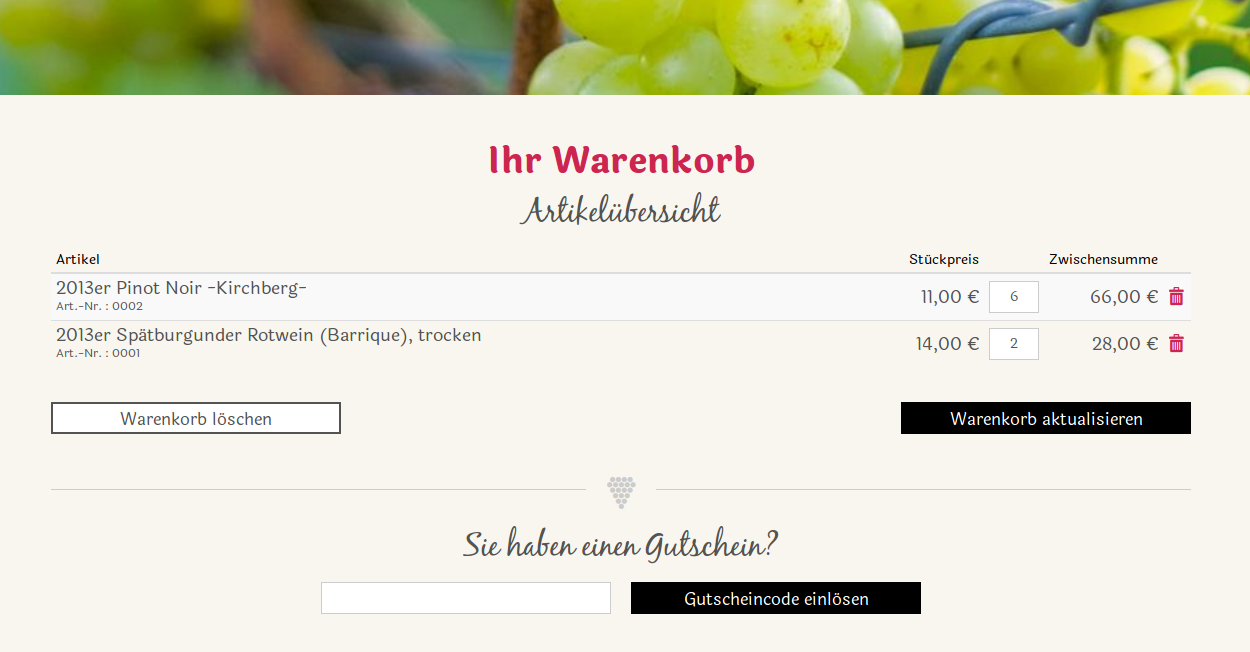 Ihr Warenkorb
Artikelübersicht
Artikel Stückpreis Zwischensumme
2013er Pinot Noir -Kirchberg- 11,00 € 6 66,00 €
Art.-Nr. : 0002
2013er Spätburgunder Rotwein (Barrique), trocken 14,00 € 2 28,00 €
Art.-Nr. : 0001
Warenkorb löschen Warenkorb aktualisieren
Sie haben einen Gutschein?
Gutscheincode einlösen